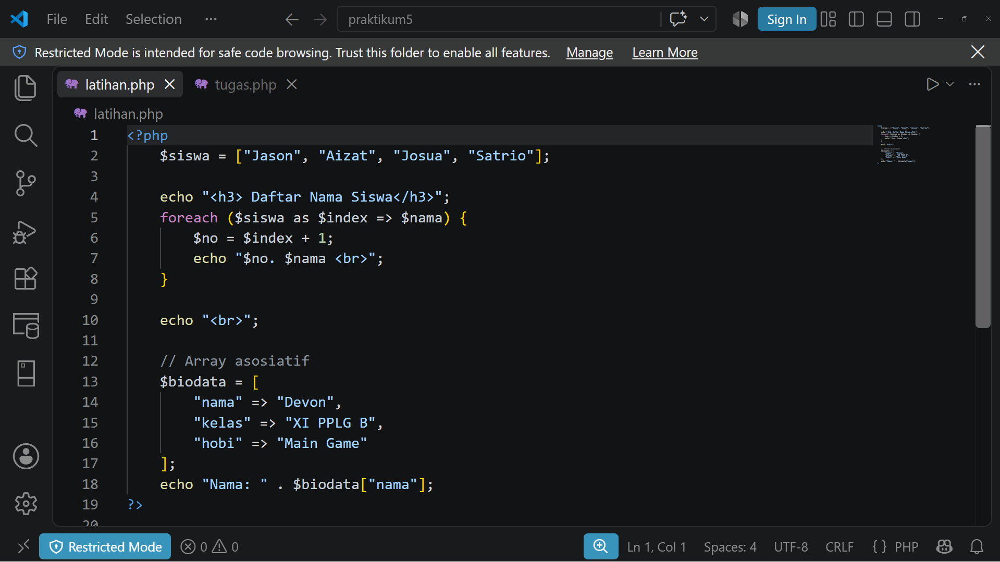 File Edit Selection ··· praktikum5 Sign In
Restricted Mode is intended for safe code browsing. Trust this folder to enable all features. Manage Learn More
latihan.php tugas.php
latihan.php
1 <?php
2 $siswa = ["Jason", "Aizat", "Josua", "Satrio"];
3
4 echo "<h3> Daftar Nama Siswa</h3>";
5 foreach ($siswa as $index => $nama) {
6 $no = $index + 1;
7 echo "$no. $nama <br>";
8 }
9
10 echo "<br>";
11
12 // Array asosiatif
13 $biodata = [
14 "nama" => "Devon",
15 "kelas" => "XI PPLG B",
16 "hobi" => "Main Game"
17 ];
18 echo "Nama: " . $biodata["nama"];
19 ?>
20
Restricted Mode 0 0 Ln 1, Col 1 Spaces: 4 UTF-8 CRLF { } PHP